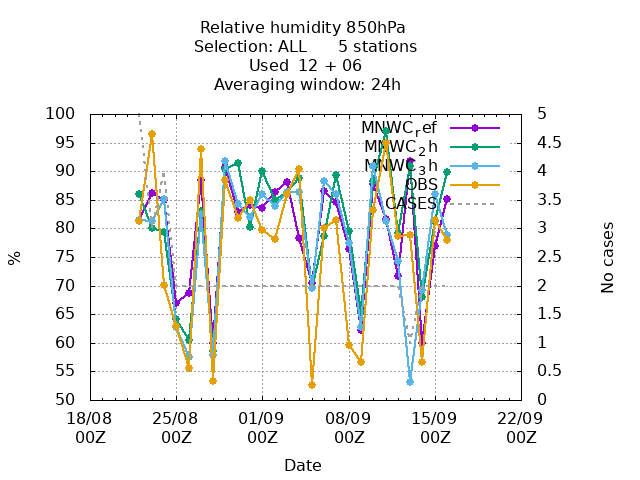 Relative humidity 850hPa
Selection: ALL      5 stations
Used  12 + 06
Averaging window: 24h
MNWC_ref
MNWC_2h
MNWC_3h
OBS
CASES
100
95
90
85
80
75
70
65
60
55
50
%
5
4.5
4
3.5
3
2.5
2
1.5
1
0.5
0
No cases
18/08 25/08 01/09 08/09 15/09 22/09
00Z 00Z 00Z 00Z 00Z 00Z
Date